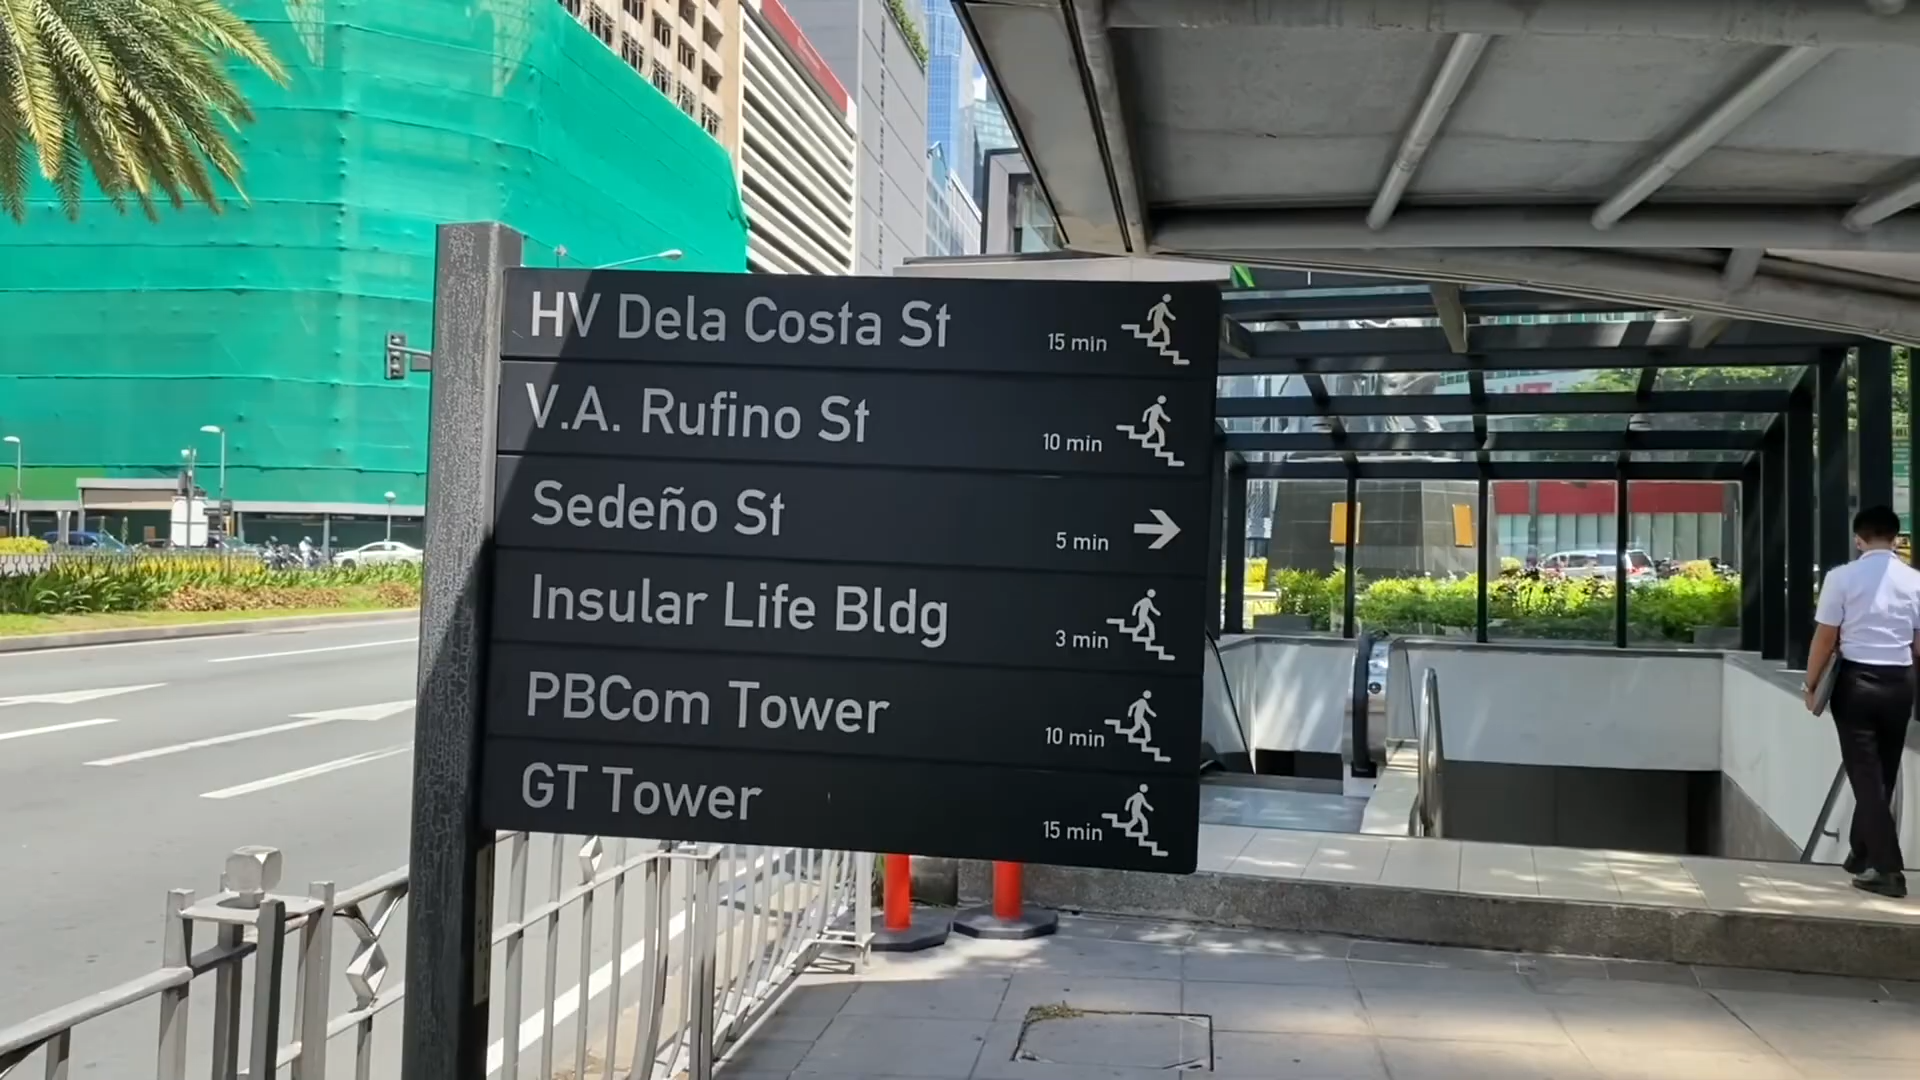 HV Dela Costa St 15 min
V.A. Rufino St 10 min
Sedeño St 5 min
Insular Life Bldg 3 min
PBCom Tower 10 min
GT Tower 15 min